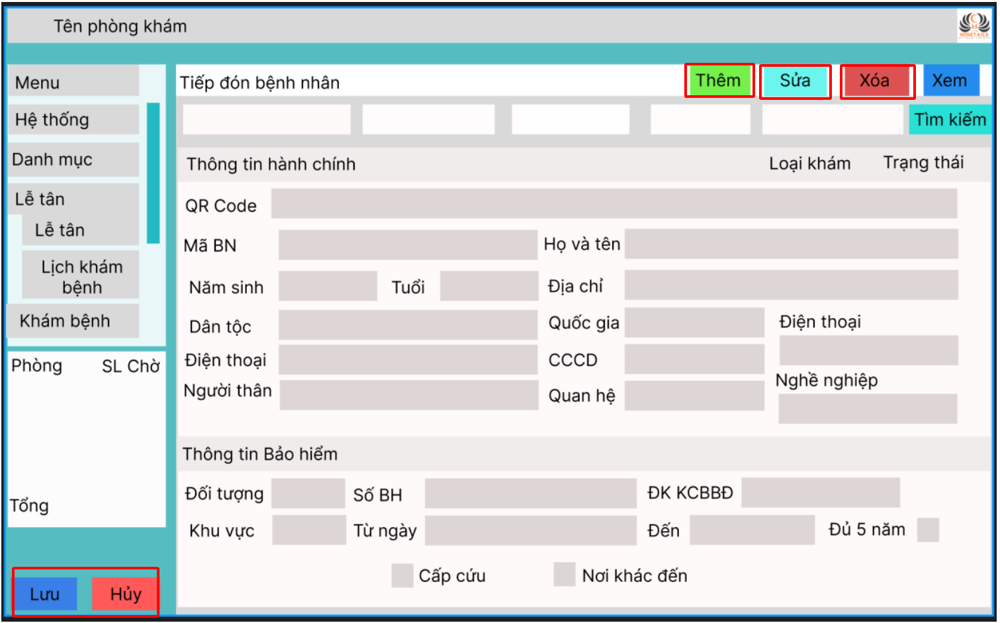 Tên phòng khám
NINETAILS
Menu
Hệ thống
Danh mục
Lễ tân
Lễ tân
Lịch khám
bệnh
Khám bệnh
Phòng SL Chờ
Tổng
Lưu Hủy
Tiếp đón bệnh nhân Thêm Sửa Xóa Xem
Tìm kiếm
Thông tin hành chính Loại khám Trạng thái
QR Code
Mã BN Họ và tên
Năm sinh Tuổi Địa chỉ
Dân tộc Quốc gia Điện thoại
Điện thoại CCCD
Người thân Quan hệ Nghề nghiệp
Thông tin Bảo hiểm
Đối tượng Số BH ĐK KCBBĐ
Khu vực Từ ngày Đến Đủ 5 năm
Cấp cứu Nơi khác đến